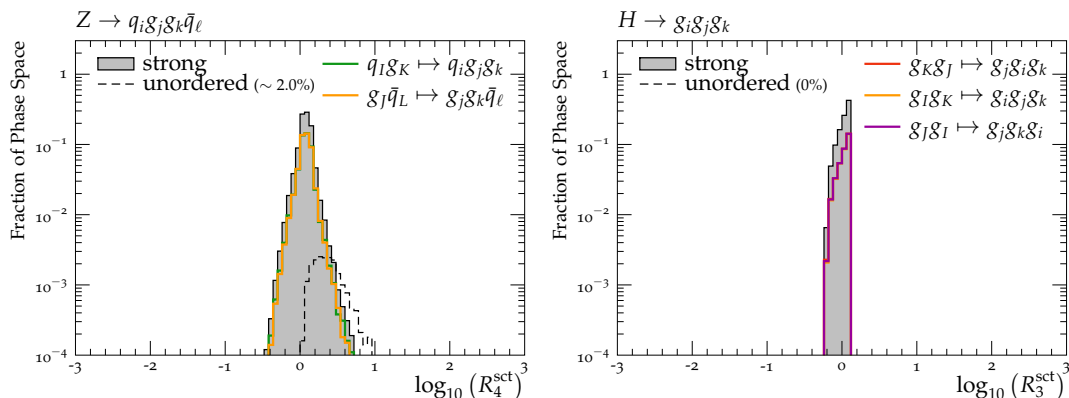 Z → q_i g_j g_k q̄_ℓ
Fraction of Phase Space
1
10⁻¹
10⁻²
10⁻³
10⁻⁴
strong
unordered (∼ 2.0%)
q_I g_K ↦ q_i g_j g_k
g_J q̄_L ↦ g_j g_k q̄_ℓ
-3 -2 -1 0 1 2 3
log₁₀ (R₄^sct)
H → g_i g_j g_k
Fraction of Phase Space
1
10⁻¹
10⁻²
10⁻³
10⁻⁴
strong
unordered (0%)
g_K g_J ↦ g_j g_i g_k
g_I g_K ↦ g_i g_j g_k
g_J g_I ↦ g_j g_k g_i
-3 -2 -1 0 1 2 3
log₁₀ (R₃^sct)